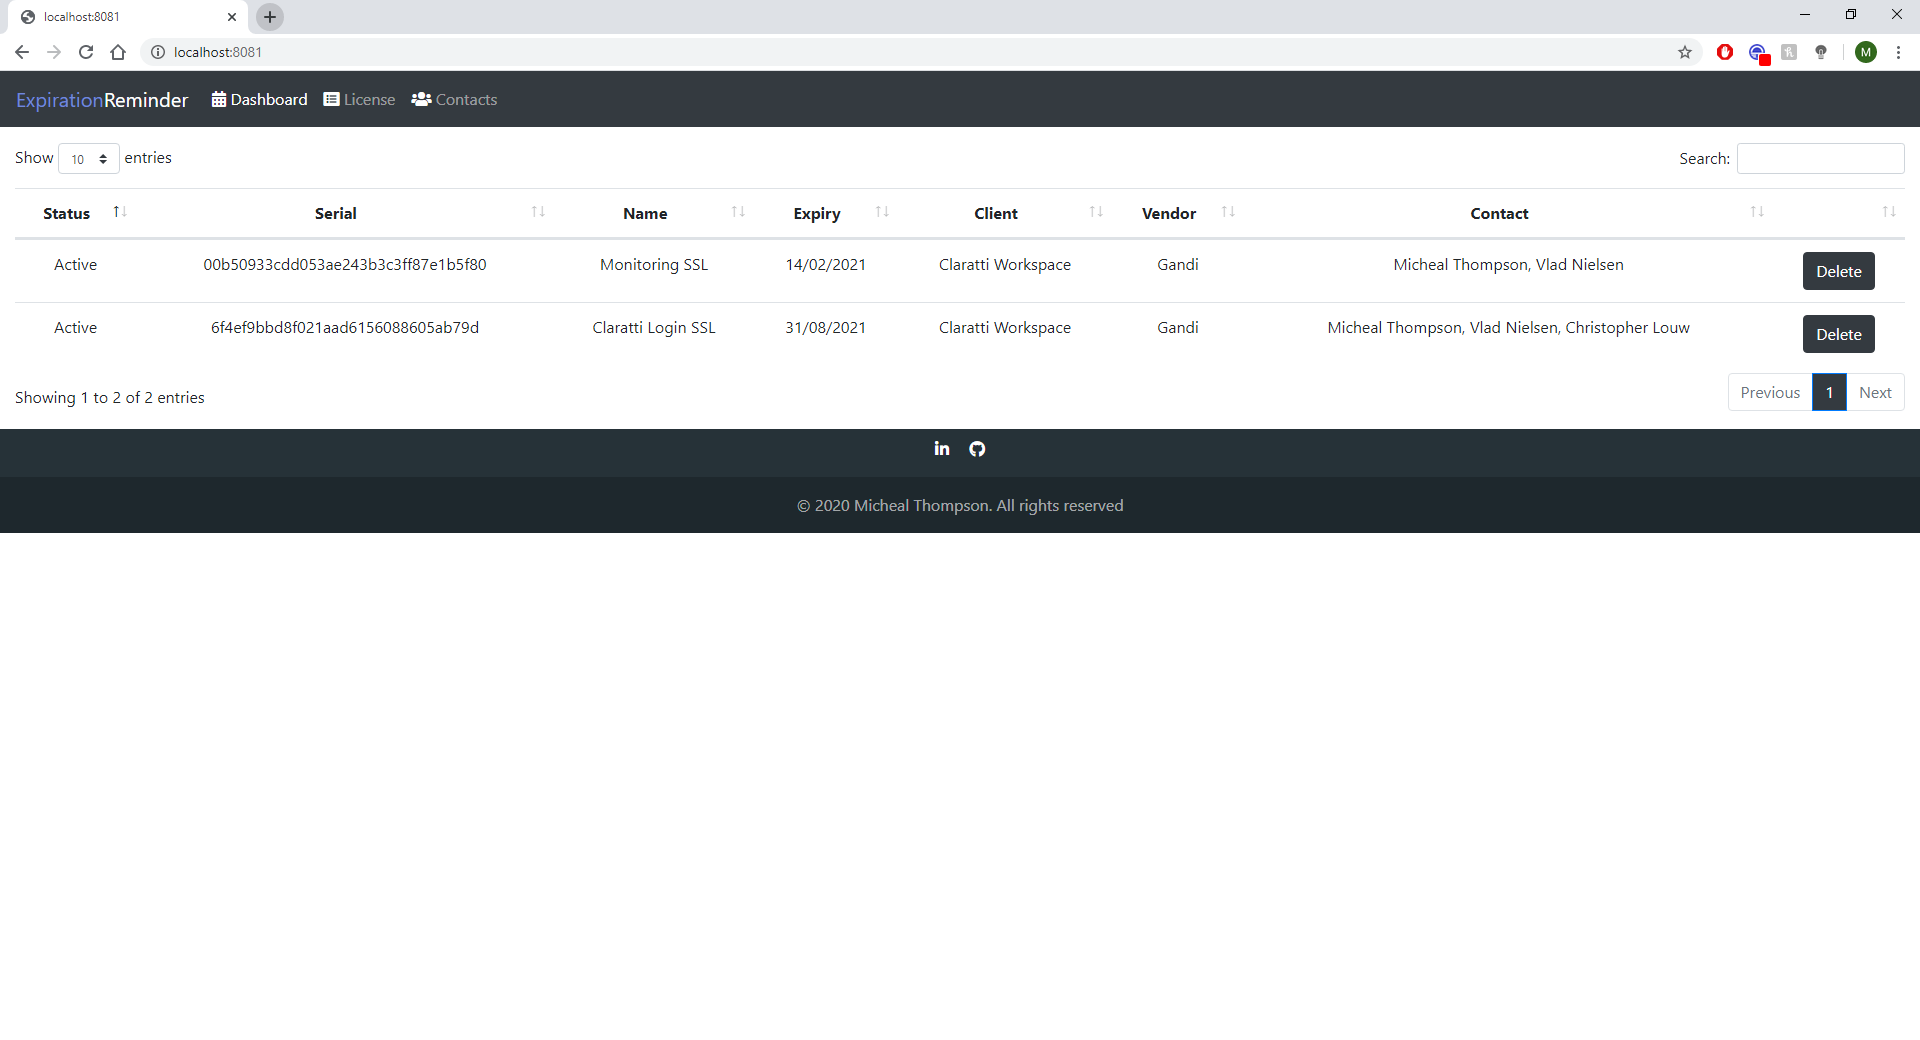 localhost:8081
localhost:8081
M
ExpirationReminder Dashboard License Contacts
Show 10 entries Search:
Status Serial Name Expiry Client Vendor Contact
Active 00b50933cdd053ae243b3c3ff87e1b5f80 Monitoring SSL 14/02/2021 Claratti Workspace Gandi Micheal Thompson, Vlad Nielsen Delete
Active 6f4ef9bbd8f021aad6156088605ab79d Claratti Login SSL 31/08/2021 Claratti Workspace Gandi Micheal Thompson, Vlad Nielsen, Christopher Louw Delete
Showing 1 to 2 of 2 entries Previous 1 Next
in
© 2020 Micheal Thompson. All rights reserved